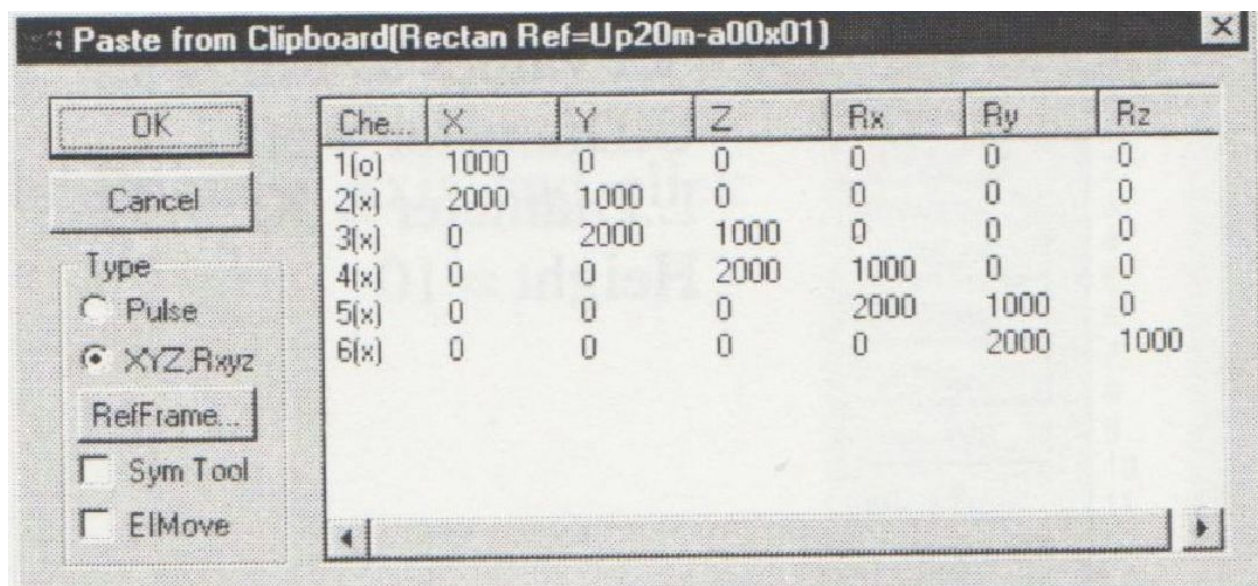 Paste from Clipboard(Rectan Ref=Up20m-a00x01)
OK
Cancel
Type
Pulse
XYZ,Rxyz
RefFrame...
Sym Tool
ElMove
Che... X Y Z Rx Ry Rz
1(o) 1000 0 0 0 0 0
2(x) 2000 1000 0 0 0 0
3(x) 0 2000 1000 0 0 0
4(x) 0 0 2000 1000 0 0
5(x) 0 0 0 2000 1000 0
6(x) 0 0 0 0 2000 1000